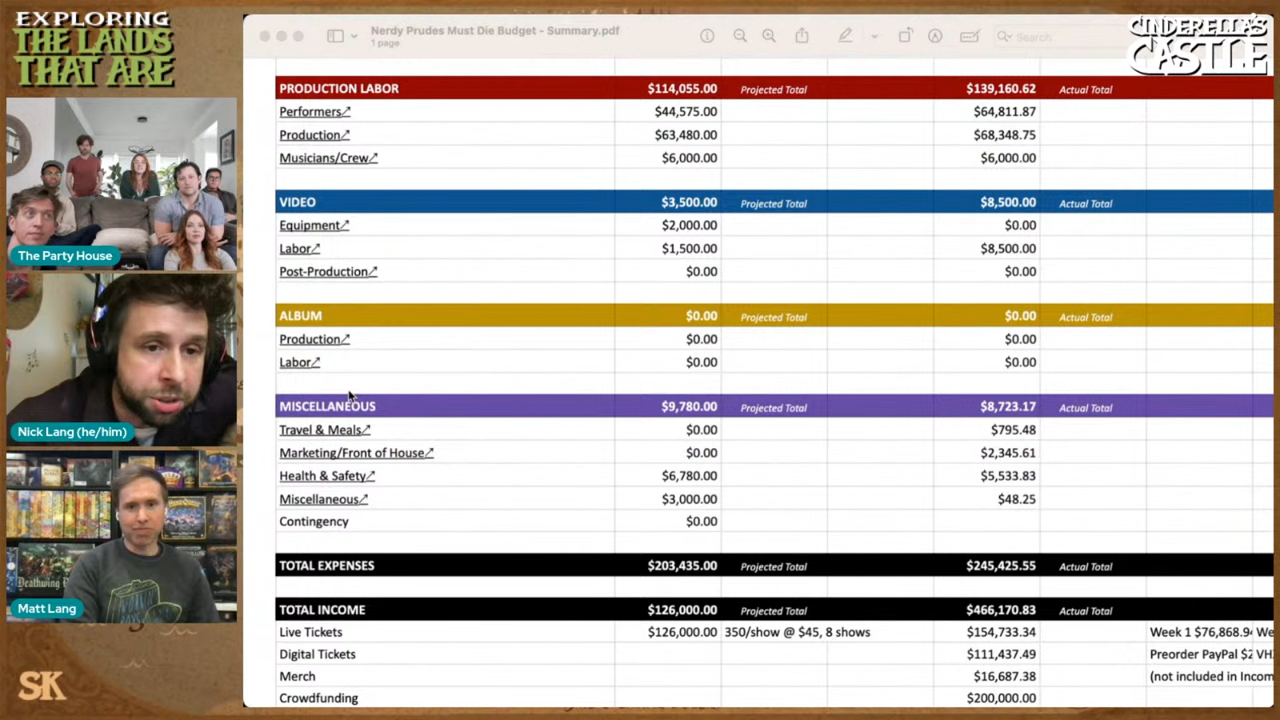 EXPLORING
THE LANDS
THAT ARE
The Party House
Nick Lang (he/him)
Deathwing
Matt Lang
SK
Nerdy Prudes Must Die Budget - Summary.pdf
1 page
Search
CINDERELLA'S
CASTLE
PRODUCTION LABOR $114,055.00 Projected Total $139,160.62 Actual Total
Performers↗ $44,575.00 $64,811.87
Production↗ $63,480.00 $68,348.75
Musicians/Crew↗ $6,000.00 $6,000.00
VIDEO $3,500.00 Projected Total $8,500.00 Actual Total
Equipment↗ $2,000.00 $0.00
Labor↗ $1,500.00 $8,500.00
Post-Production↗ $0.00 $0.00
ALBUM $0.00 Projected Total $0.00 Actual Total
Production↗ $0.00 $0.00
Labor↗ $0.00 $0.00
MISCELLANEOUS $9,780.00 Projected Total $8,723.17 Actual Total
Travel & Meals↗ $0.00 $795.48
Marketing/Front of House↗ $0.00 $2,345.61
Health & Safety↗ $6,780.00 $5,533.83
Miscellaneous↗ $3,000.00 $48.25
Contingency $0.00
TOTAL EXPENSES $203,435.00 Projected Total $245,425.55 Actual Total
TOTAL INCOME $126,000.00 Projected Total $466,170.83 Actual Total
Live Tickets $126,000.00 350/show @ $45, 8 shows $154,733.34 Week 1 $76,868.9 We
Digital Tickets $111,437.49 Preorder PayPal $2 VH
Merch $16,687.38 (not included in Incom
Crowdfunding $200,000.00